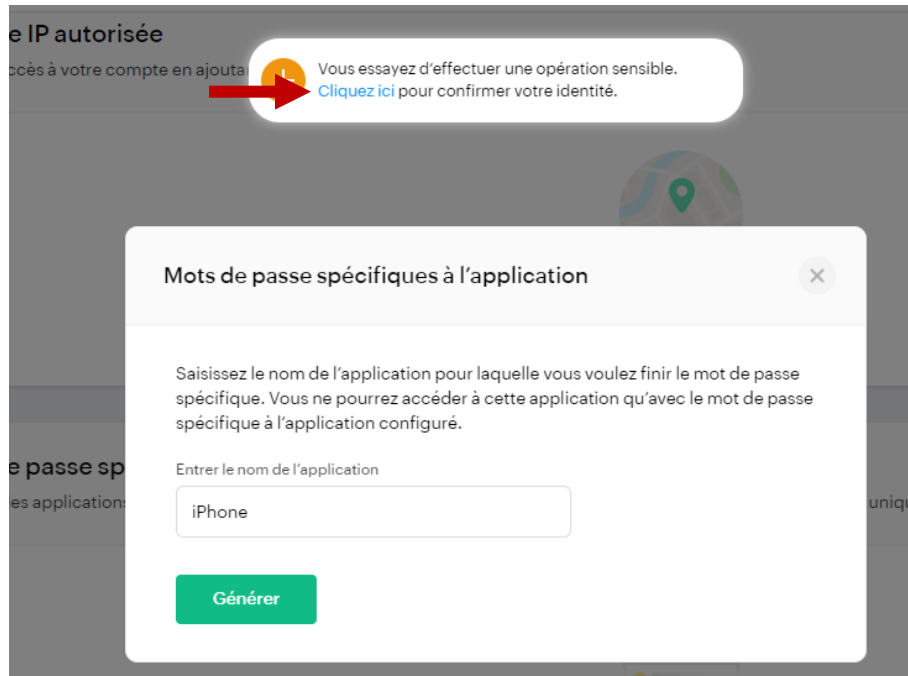 e IP autorisée
ccès à votre compte en ajouta
Vous essayez d'effectuer une opération sensible.
Cliquez ici pour confirmer votre identité.
Mots de passe spécifiques à l'application
Saisissez le nom de l'application pour laquelle vous voulez finir le mot de passe
spécifique. Vous ne pourrez accéder à cette application qu'avec le mot de passe
spécifique à l'application configuré.
e passe sp
Entrer le nom de l'application
es application
uniqu
iPhone
Générer